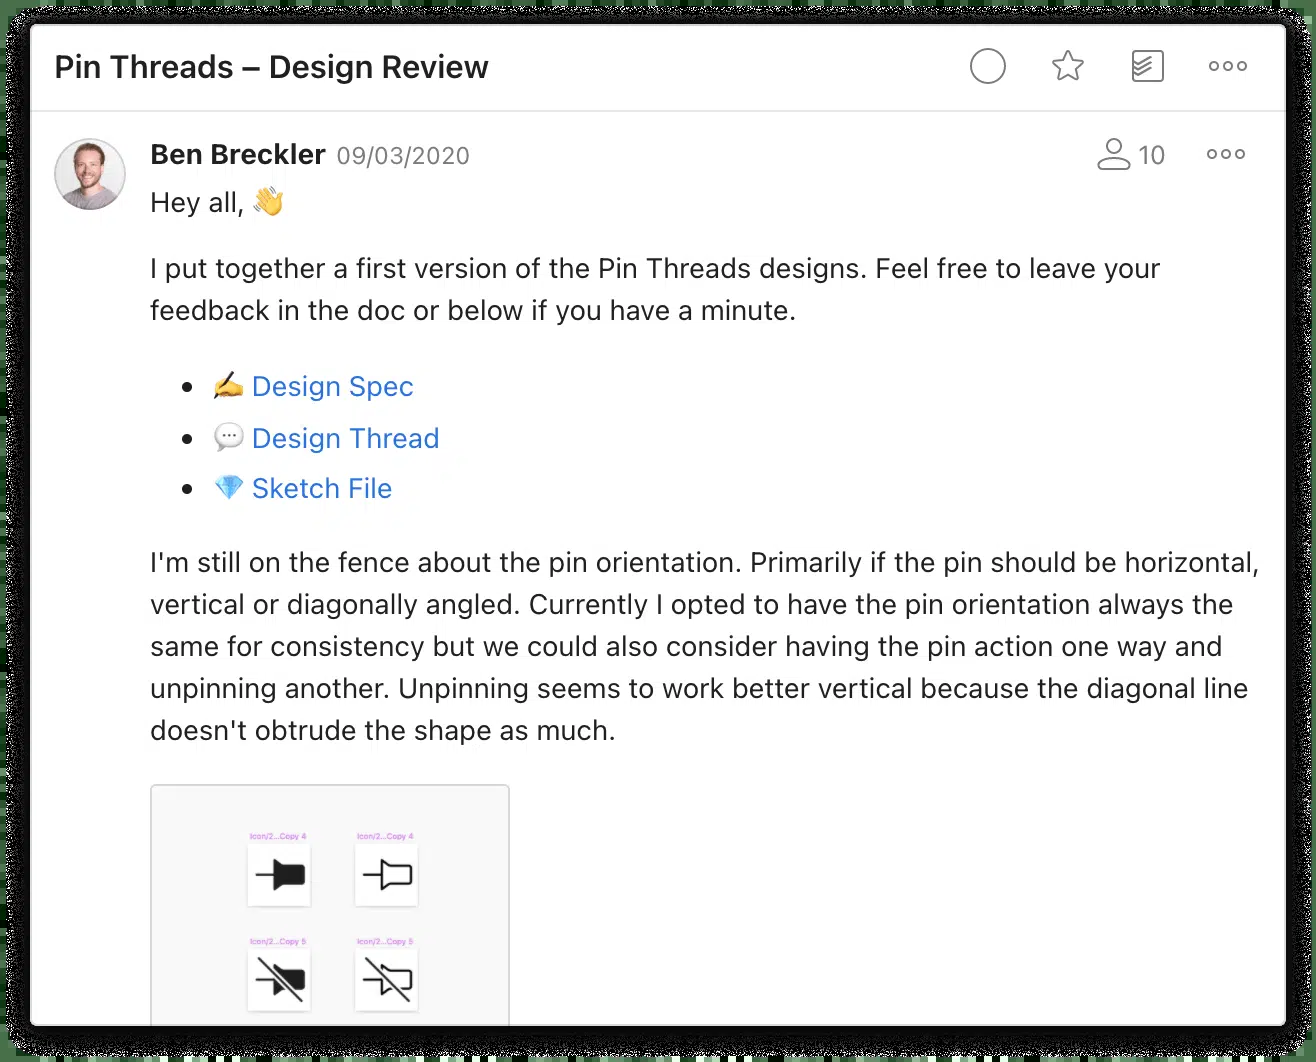 Pin Threads – Design Review
Ben Breckler 09/03/2020
10
Hey all, 👋
I put together a first version of the Pin Threads designs. Feel free to leave your
feedback in the doc or below if you have a minute.
• ✍️ Design Spec
• 💬 Design Thread
• 💎 Sketch File
I'm still on the fence about the pin orientation. Primarily if the pin should be horizontal,
vertical or diagonally angled. Currently I opted to have the pin orientation always the
same for consistency but we could also consider having the pin action one way and
unpinning another. Unpinning seems to work better vertical because the diagonal line
doesn't obtrude the shape as much.
Icon/2...Copy 4 Icon/2...Copy 4
Icon/2...Copy 5 Icon/2...Copy 5